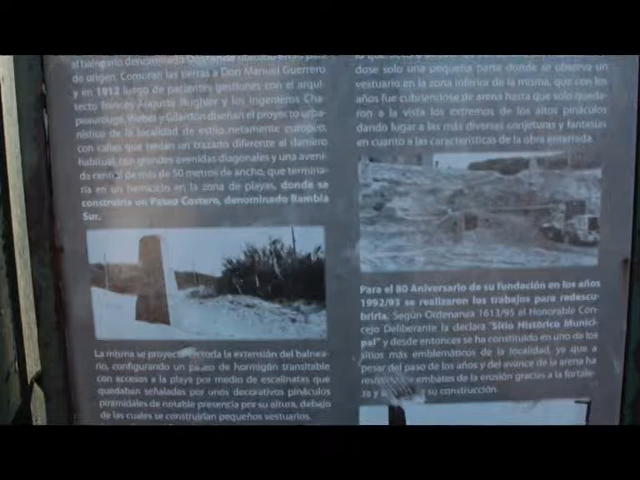 al balneario denominado
de origen. Compran las tierras a Don Manuel Guerrero
y en 1912 luego de pacientes gestiones con el arqui-
tecto francés Auguste Huguier y los ingenieros Cha-
peaurouge, Weber y Gilardon diseñan el proyecto urba-
nístico de la localidad de estilo netamente europeo,
con calles que tendrán un trazado diferente al damero
habitual, con grandes avenidas diagonales y una aveni-
da central de más de 50 metros de ancho, que termina-
ría en un hemiciclo en la zona de playas, donde se
construiría un Paseo Costero, denominado Rambla
Sur.
La misma se proyectó en toda la extensión del balnea-
rio, configurando un paseo de hormigón transitable
con accesos a la playa por medio de escalinatas que
quedaban señaladas por unos decorativos pináculos
piramidales de notable presencia por su altura, debajo
de las cuales se construirían pequeños vestuarios.
dose solo una pequeña parte donde se observa un
vestuario en la zona inferior de la misma, que con los
años fue cubriéndose de arena hasta que solo queda-
ron a la vista los extremos de los altos pináculos
dando lugar a las más diversas conjeturas y fantasías
en cuanto a las características de la obra enterrada.
Para el 80 Aniversario de su fundación en los años
1992/93 se realizaron los trabajos para redescu-
brirla. Según Ordenanza 1613/95 el Honorable Con-
cejo Deliberante la declara "Sitio Histórico Munici-
pal" y desde entonces se ha constituido en uno de los
sitios más emblemáticos de la localidad, ya que a
pesar del paso de los años y del avance de la arena ha
resistido los embates de la erosión gracias a la fortale-
za y a su construcción.